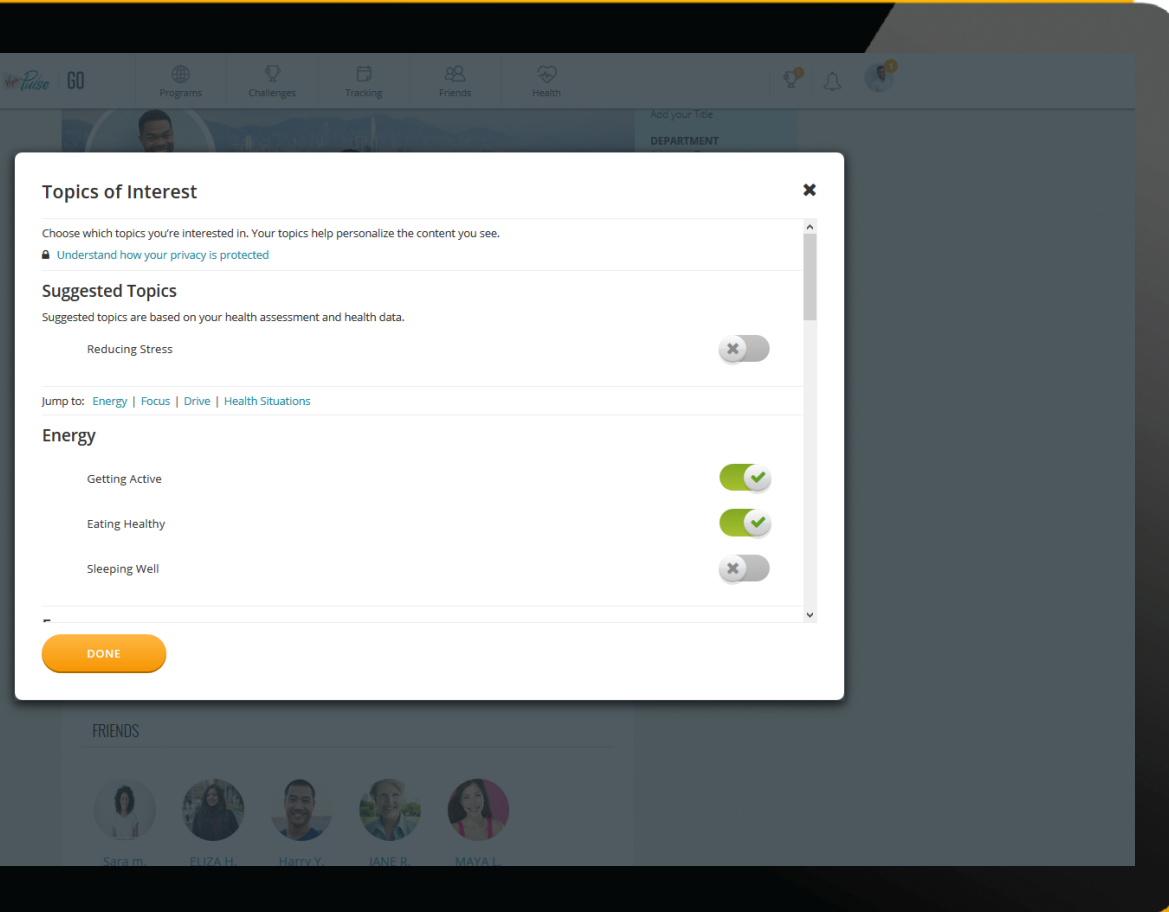 Pulse GO
Programs
Challenges
Tracking
Friends
Health
1
1
Add your Title
DEPARTMENT
Topics of Interest
Choose which topics you're interested in. Your topics help personalize the content you see.
Understand how your privacy is protected
Suggested Topics
Suggested topics are based on your health assessment and health data.
Reducing Stress
Jump to: Energy | Focus | Drive | Health Situations
Energy
Getting Active
Eating Healthy
Sleeping Well
DONE
FRIENDS
Sara m. ELIZA H. Harry Y. JANE R. MAYA L.